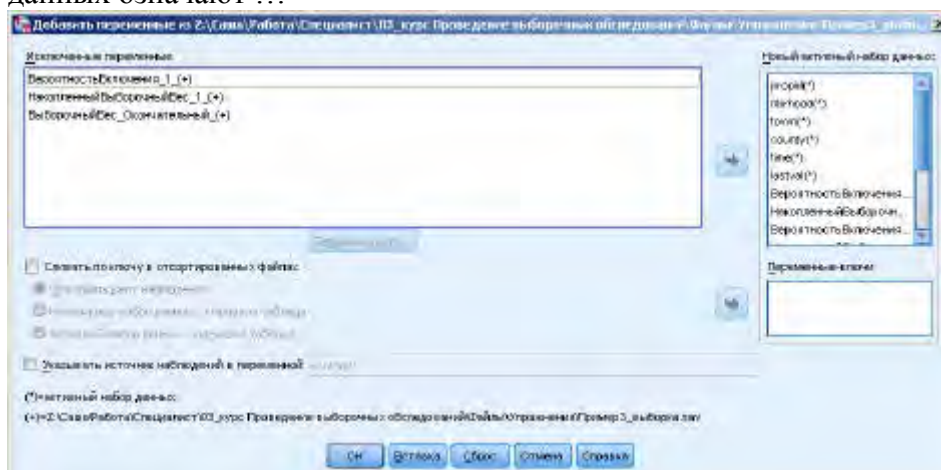 данных означают …
Добавить переменные из Z:\Саша\Работа\Специалист\03_курс Проведение выборочных обследований\Файлы\Упражнения\Пример3_выбо...
Исключенные переменные:
Новый активный набор данных:
ВероятностьВключения_1_(+)
НакопленныйВыборочныйВес_1_(+)
ВыборочныйВес_Окончательный_(+)
propid(*)
nbrhood(*)
town(*)
county(*)
time(*)
lastval(*)
ВероятностьВключения...
НакопленныйВыборочн...
ВероятностьВключения...
Связать по ключу в отсортированных файлах
Переменные-ключи:
Указывать источник наблюдений в переменной
(*)=активный набор данных
(+)=Z:\Саша\Работа\Специалист\03_курс Проведение выборочных обследований\Файлы\Упражнения\Пример3_выборка.sav
ОК Вставка Сброс Отмена Справка